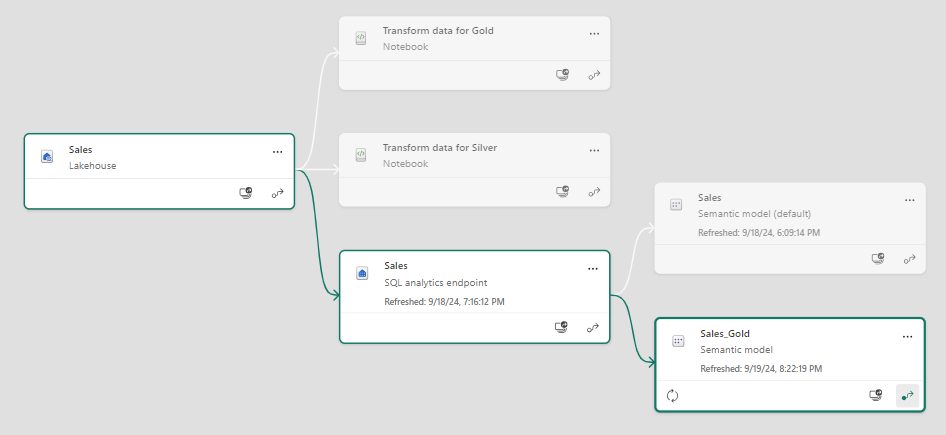 Transform data for Gold
Notebook
Transform data for Silver
Notebook
Sales
Lakehouse
Sales
Semantic model (default)
Refreshed: 9/18/24, 6:09:14 PM
Sales
SQL analytics endpoint
Refreshed: 9/18/24, 7:16:12 PM
Sales_Gold
Semantic model
Refreshed: 9/19/24, 8:22:19 PM